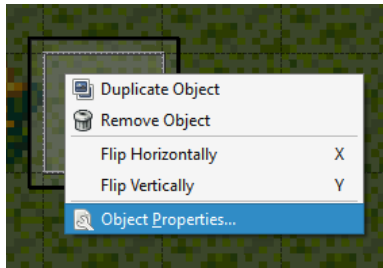 Duplicate Object
Remove Object
Flip Horizontally X
Flip Vertically Y
Object Properties...